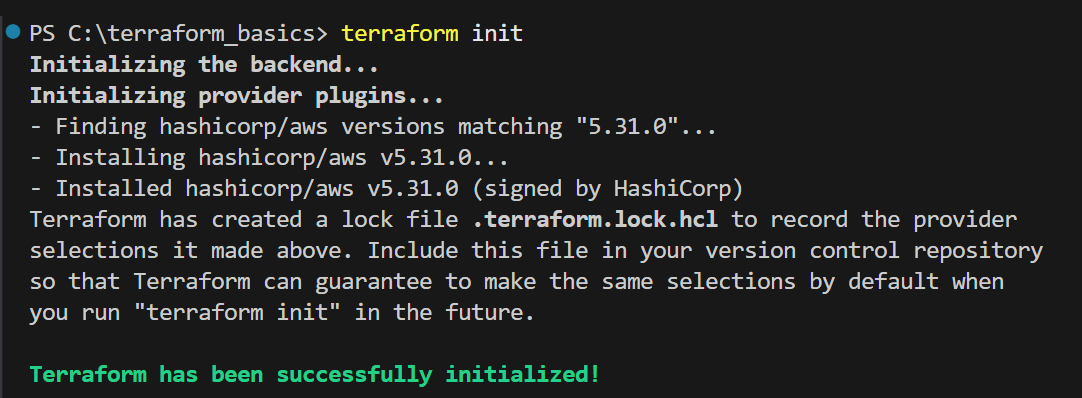 PS C:\terraform_basics> terraform init
Initializing the backend...
Initializing provider plugins...
- Finding hashicorp/aws versions matching "5.31.0"...
- Installing hashicorp/aws v5.31.0...
- Installed hashicorp/aws v5.31.0 (signed by HashiCorp)
Terraform has created a lock file .terraform.lock.hcl to record the provider
selections it made above. Include this file in your version control repository
so that Terraform can guarantee to make the same selections by default when
you run "terraform init" in the future.
Terraform has been successfully initialized!